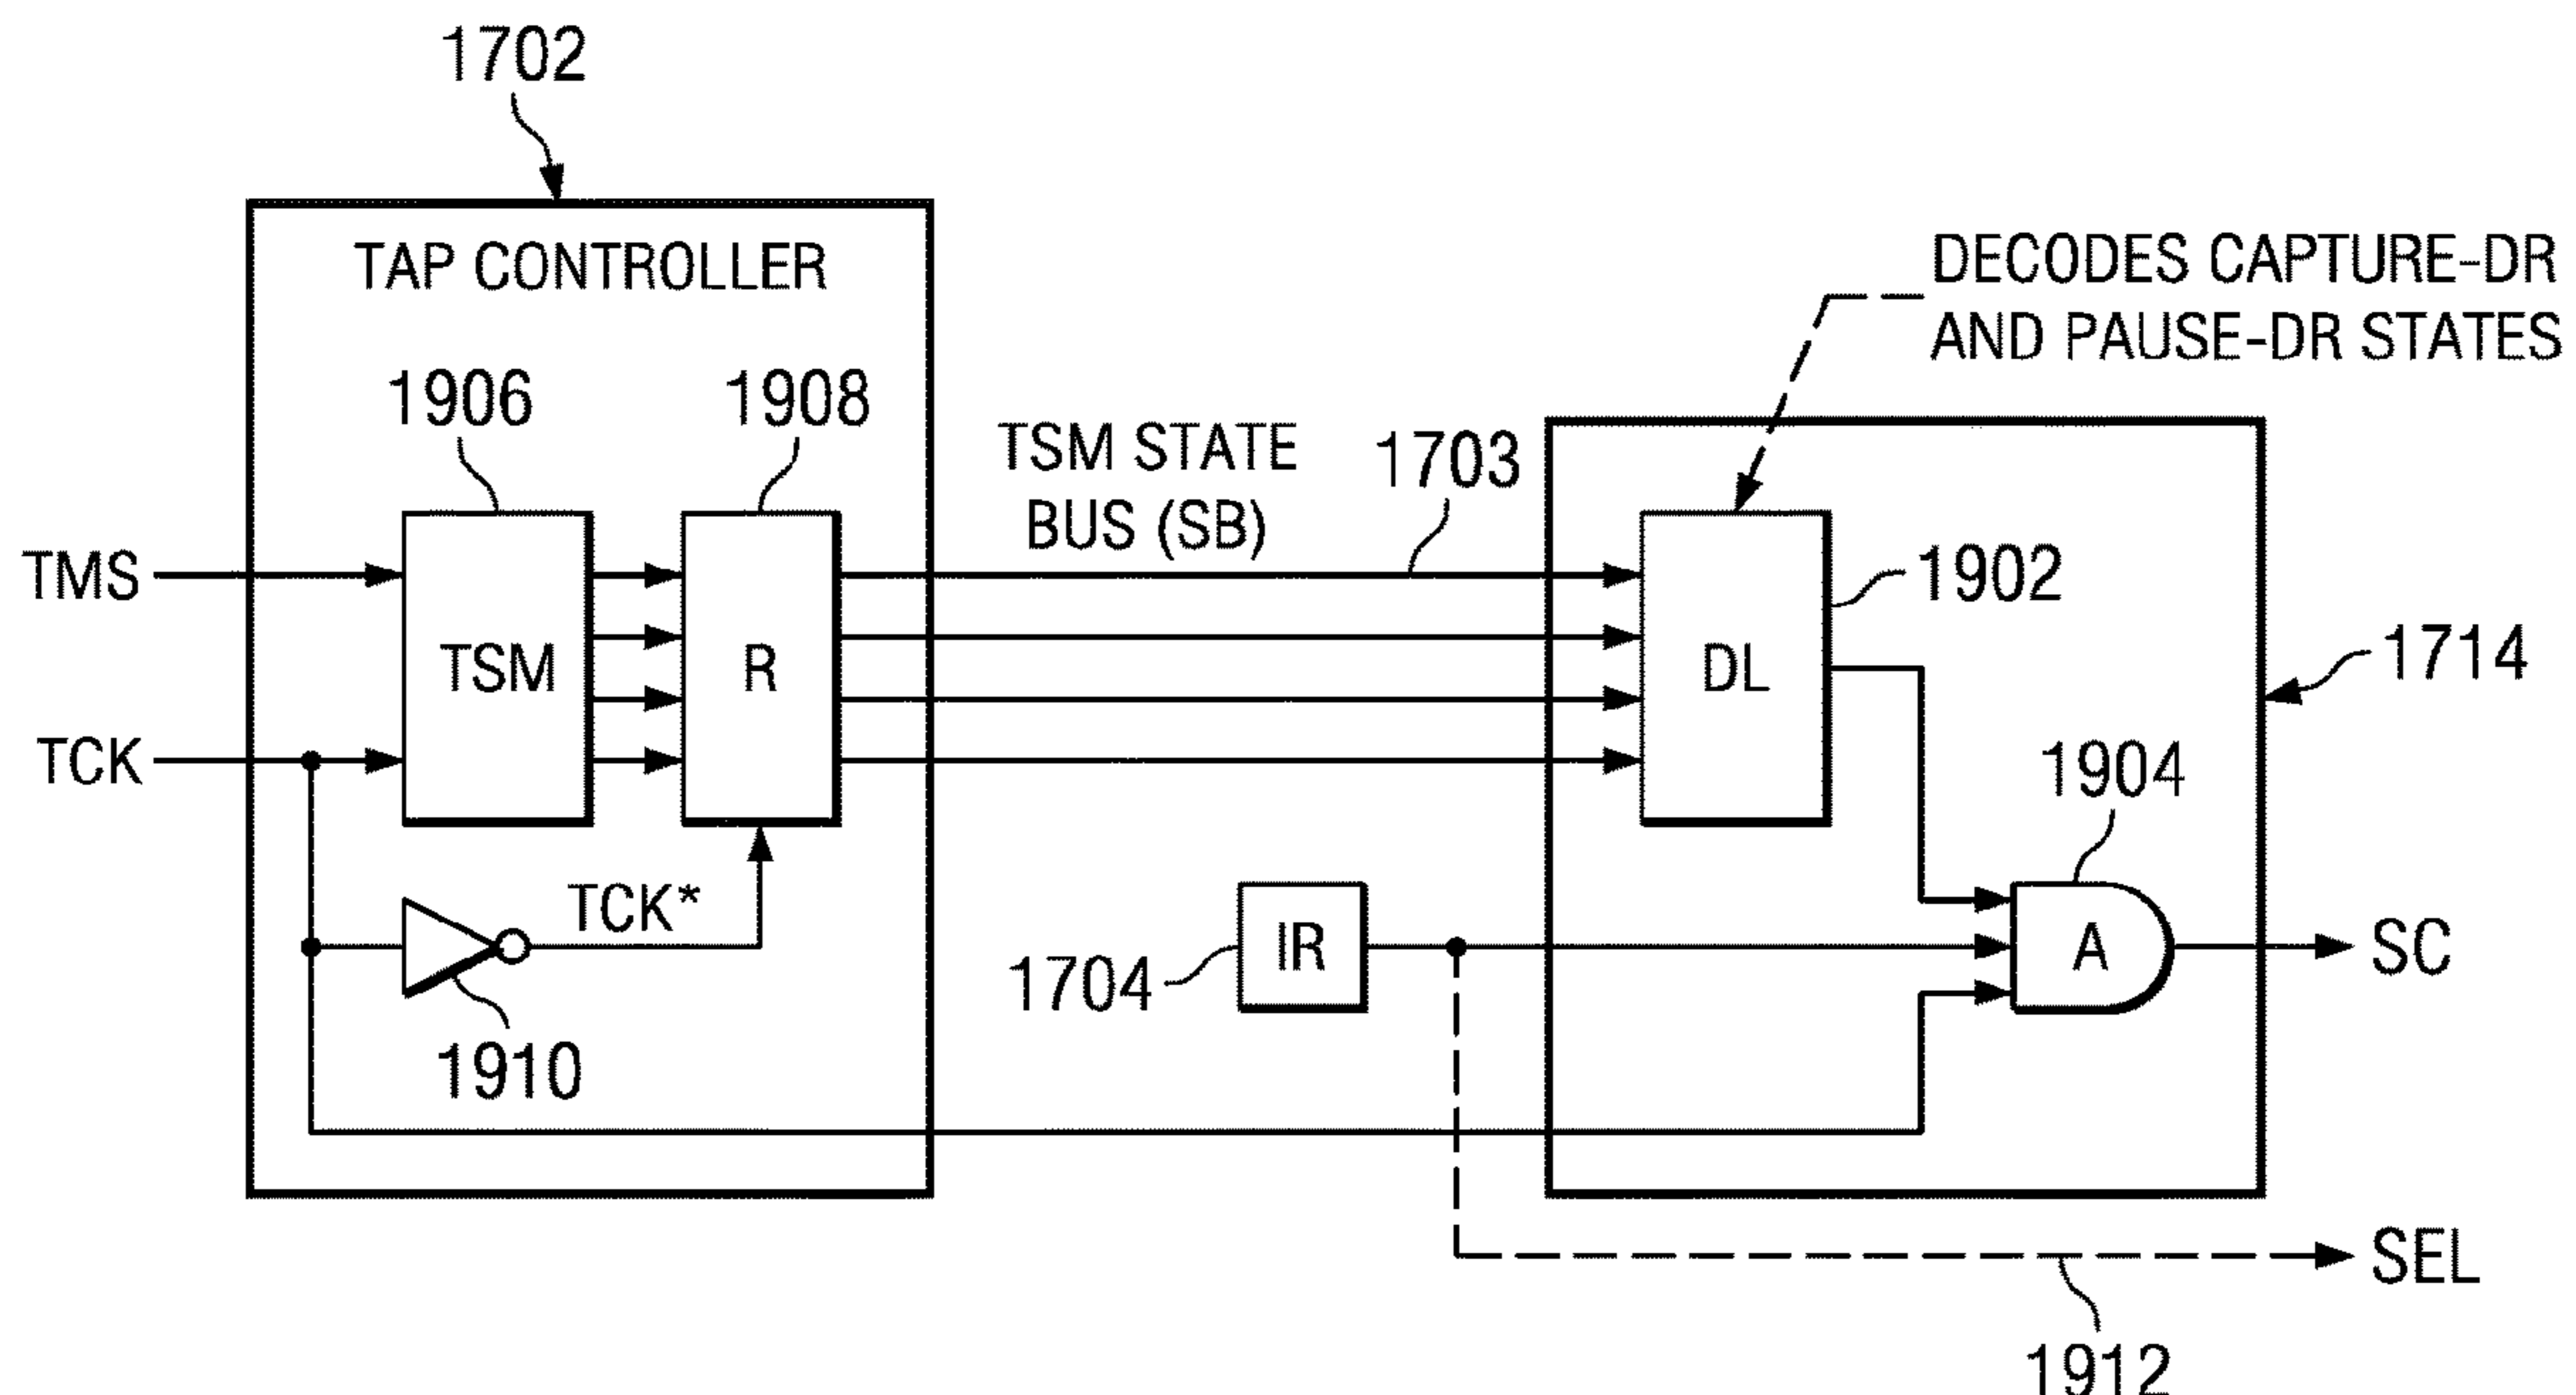 1702
TAP CONTROLLER
DECODES CAPTURE-DR
AND PAUSE-DR STATES
1906
1908
TSM STATE
BUS (SB)
1703
TMS
TSM
R
DL
1902
1714
TCK
1904
TCK*
1910
1704
IR
A
SC
SEL
1912